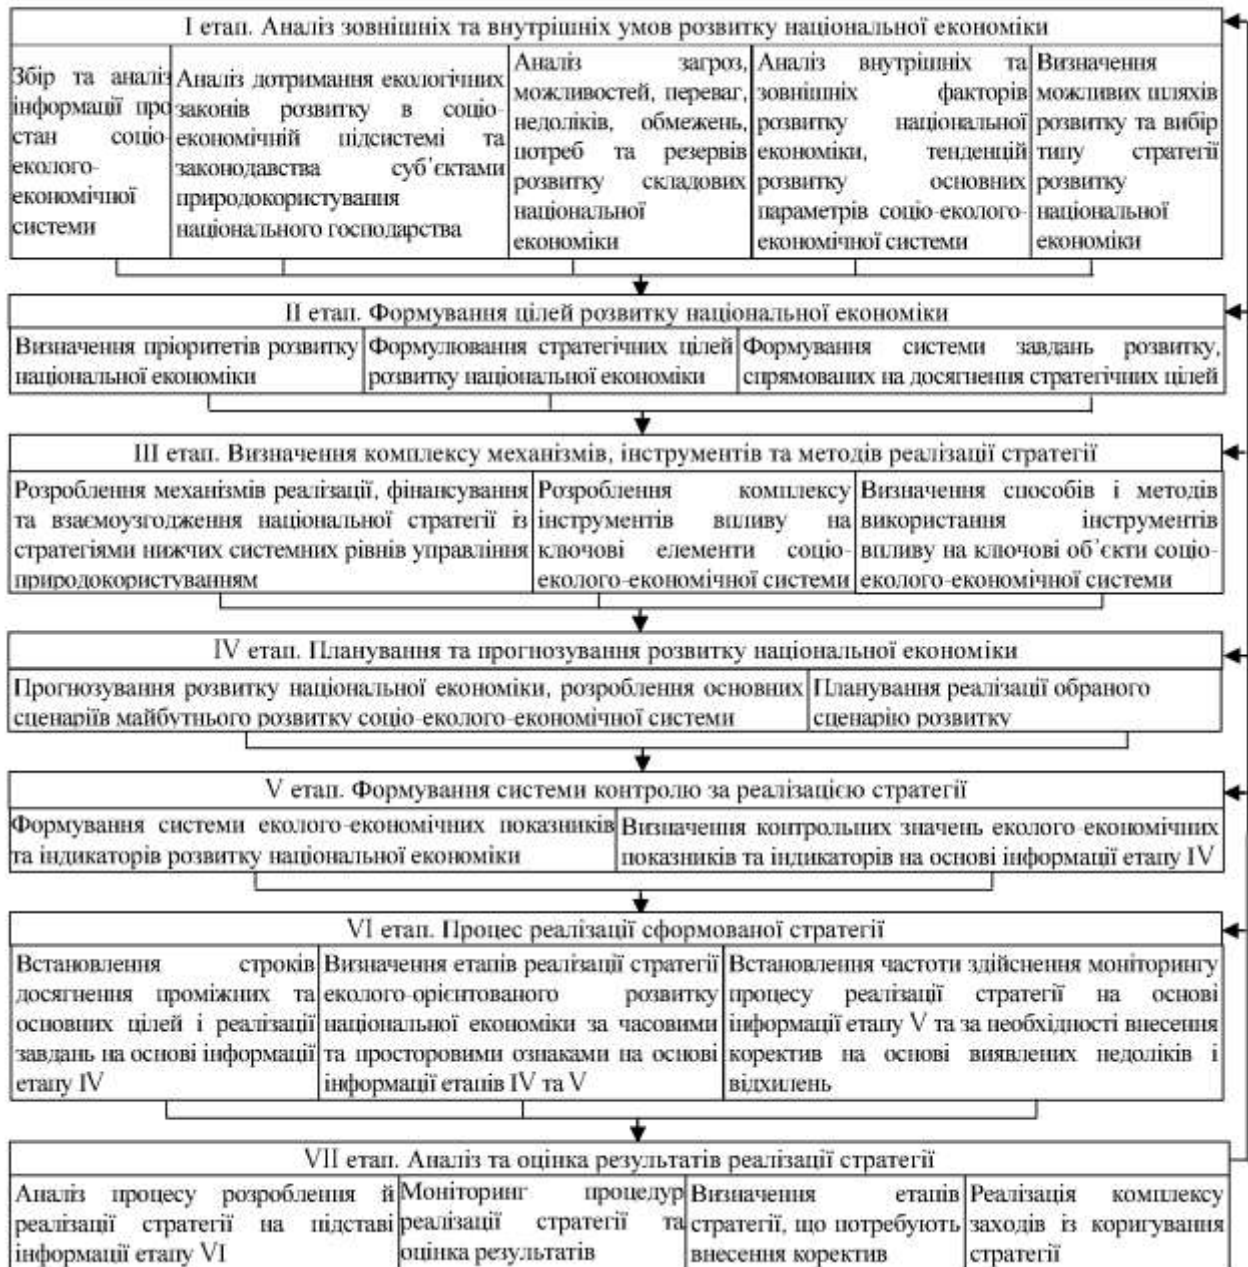 І етап. Аналіз зовнішніх та внутрішніх умов розвитку національної економіки
Збір та аналіз
інформації про
стан соціо-
еколого-
економічної
системи
Аналіз дотримання екологічних
законів розвитку в соціо-
економічній підсистемі та
законодавства суб’єктами
природокористування
національного господарства
Аналіз загроз,
можливостей, переваг,
недоліків, обмежень,
потреб та резервів
розвитку складових
національної
економіки
Аналіз внутрішніх та
зовнішніх факторів
розвитку національної
економіки, тенденцій
розвитку основних
параметрів соціо-еколого-
економічної системи
Визначення
можливих шляхів
розвитку та вибір
типу стратегії
розвитку
національної
економіки
ІІ етап. Формування цілей розвитку національної економіки
Визначення пріоритетів розвитку
національної економіки
Формулювання стратегічних цілей
розвитку національної економіки
Формування системи завдань розвитку,
спрямованих на досягнення стратегічних цілей
ІІІ етап. Визначення комплексу механізмів, інструментів та методів реалізації стратегії
Розроблення механізмів реалізації, фінансування
та взаємоузгодження національної стратегії із
стратегіями нижчих системних рівнів управління
природокористуванням
Розроблення комплексу
інструментів впливу на
ключові елементи соціо-
еколого-економічної системи
Визначення способів і методів
використання інструментів
впливу на ключові об’єкти соціо-
еколого-економічної системи
IV етап. Планування та прогнозування розвитку національної економіки
Прогнозування розвитку національної економіки, розроблення основних
сценаріїв майбутнього розвитку соціо-еколого-економічної системи
Планування реалізації обраного
сценарію розвитку
V етап. Формування системи контролю за реалізацією стратегії
Формування системи еколого-економічних показників
та індикаторів розвитку національної економіки
Визначення контрольних значень еколого-економічних
показників та індикаторів на основі інформації етапу IV
VI етап. Процес реалізації сформованої стратегії
Встановлення строків
досягнення проміжних та
основних цілей і реалізації
завдань на основі інформації
етапу IV
Визначення етапів реалізації стратегії
еколого-орієнтованого розвитку
національної економіки за часовими
та просторовими ознаками на основі
інформації етапів IV та V
Встановлення частоти здійснення моніторингу
процесу реалізації стратегії на основі
інформації етапу V та за необхідності внесення
коректив на основі виявлених недоліків і
відхилень
VII етап. Аналіз та оцінка результатів реалізації стратегії
Аналіз процесу розроблення й
реалізації стратегії на підставі
інформації етапу VI
Моніторинг процедур
реалізації стратегії та
оцінка результатів
Визначення етапів
стратегії, що потребують
внесення коректив
Реалізація комплексу
заходів із коригування
стратегії